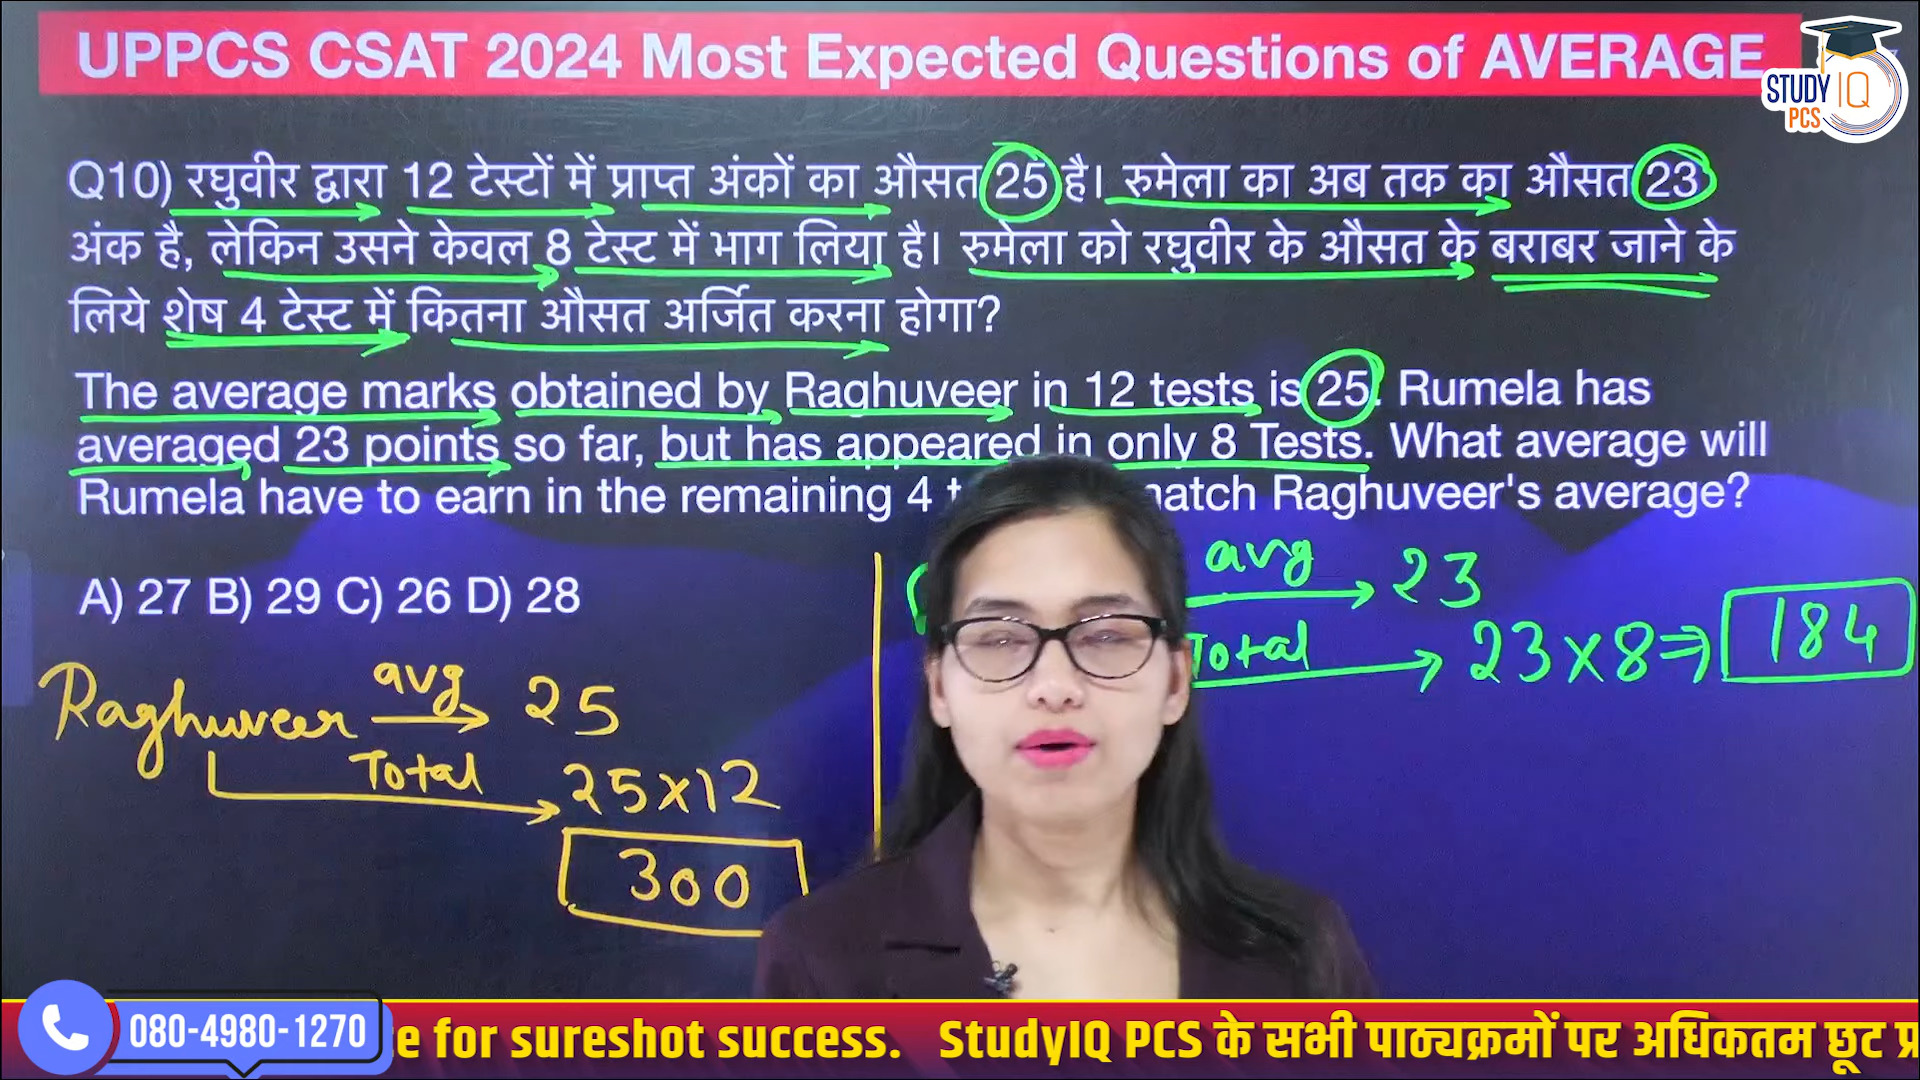 UPPCS CSAT 2024 Most Expected Questions of AVERAGE
STUDY IQ
PCS
Q10) रघुवीर द्वारा 12 टेस्टों में प्राप्त अंकों का औसत 25 है। रुमेला का अब तक का औसत 23
अंक है, लेकिन उसने केवल 8 टेस्ट में भाग लिया है। रुमेला को रघुवीर के औसत के बराबर जाने के
लिये शेष 4 टेस्ट में कितना औसत अर्जित करना होगा?
The average marks obtained by Raghuveer in 12 tests is 25. Rumela has
averaged 23 points so far, but has appeared in only 8 Tests. What average will
Rumela have to earn in the remaining 4 Raghuveer's average?
A) 27 B) 29 C) 26 D) 28
Raghuveer avg 25
Total 25×12
300
avg 23
Total 23×8 ⇒ 184
080-4980-1270
for sureshot success. StudyIQ PCS के सभी पाठ्यक्रमों पर अधिकतम छूट